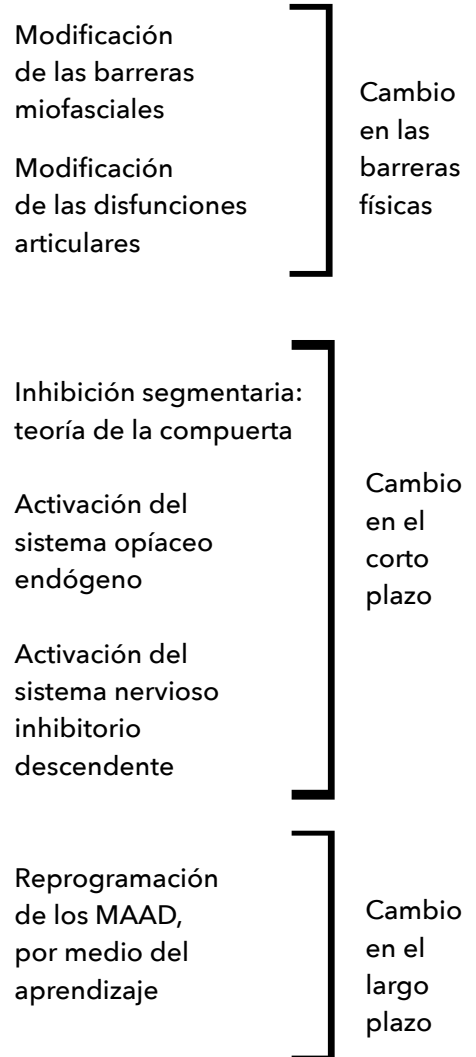 Modificación
de las barreras
miofasciales
Modificación
de las disfunciones
articulares
Cambio
en las
barreras
físicas
Inhibición segmentaria:
teoría de la compuerta
Activación del
sistema opíaceo
endógeno
Activación del
sistema nervioso
inhibitorio
descendente
Cambio
en el
corto
plazo
Reprogramación
de los MAAD,
por medio del
aprendizaje
Cambio
en el
largo
plazo